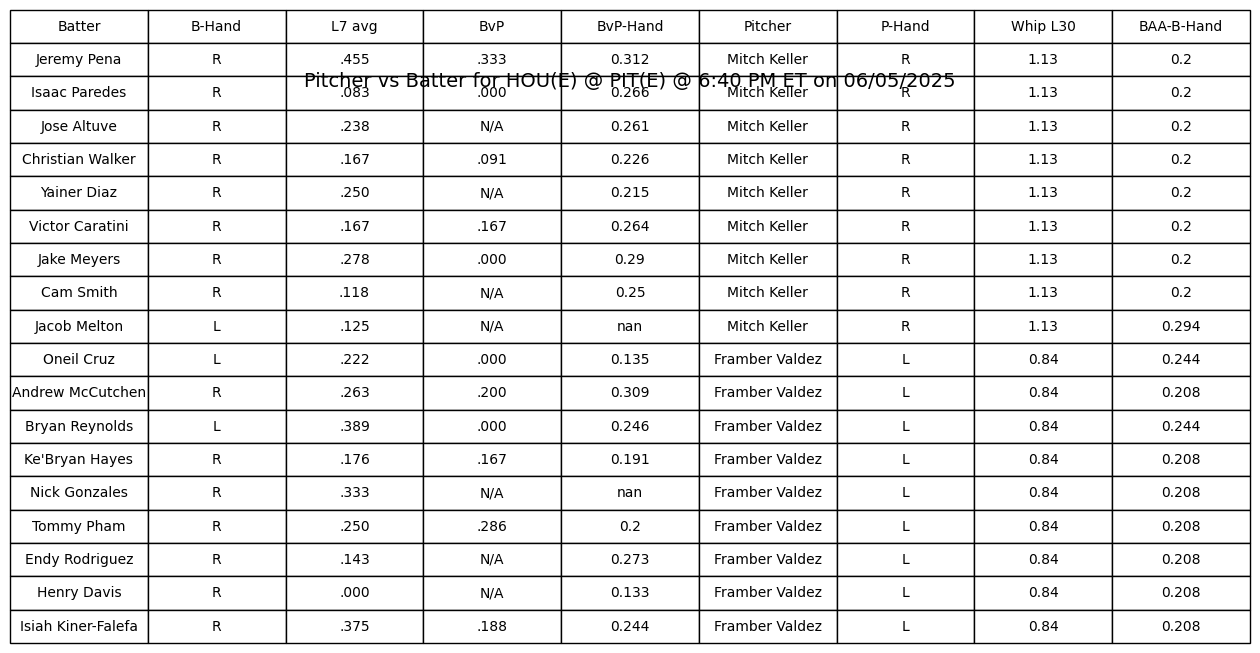 Batter B-Hand L7 avg BvP BvP-Hand Pitcher P-Hand Whip L30 BAA-B-Hand
Jeremy Pena R .455 .333 0.312 Mitch Keller R 1.13 0.2
Pitcher vs Batter for HOU(E) @ PIT(E) @ 6:40 PM ET on 06/05/2025
Isaac Paredes R .083 .000 0.266 Mitch Keller R 1.13 0.2
Jose Altuve R .238 N/A 0.261 Mitch Keller R 1.13 0.2
Christian Walker R .167 .091 0.226 Mitch Keller R 1.13 0.2
Yainer Diaz R .250 N/A 0.215 Mitch Keller R 1.13 0.2
Victor Caratini R .167 .167 0.264 Mitch Keller R 1.13 0.2
Jake Meyers R .278 .000 0.29 Mitch Keller R 1.13 0.2
Cam Smith R .118 N/A 0.25 Mitch Keller R 1.13 0.2
Jacob Melton L .125 N/A nan Mitch Keller R 1.13 0.294
Oneil Cruz L .222 .000 0.135 Framber Valdez L 0.84 0.244
Andrew McCutchen R .263 .200 0.309 Framber Valdez L 0.84 0.208
Bryan Reynolds L .389 .000 0.246 Framber Valdez L 0.84 0.244
Ke'Bryan Hayes R .176 .167 0.191 Framber Valdez L 0.84 0.208
Nick Gonzales R .333 N/A nan Framber Valdez L 0.84 0.208
Tommy Pham R .250 .286 0.2 Framber Valdez L 0.84 0.208
Endy Rodriguez R .143 N/A 0.273 Framber Valdez L 0.84 0.208
Henry Davis R .000 N/A 0.133 Framber Valdez L 0.84 0.208
Isiah Kiner-Falefa R .375 .188 0.244 Framber Valdez L 0.84 0.208